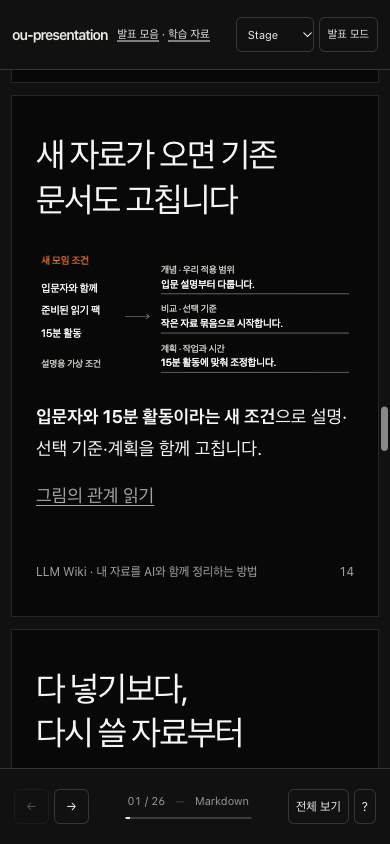 ou-presentation 발표 모음 · 학습 자료 Stage 발표 모드
새 자료가 오면 기존
문서도 고칩니다
새 모임 조건
입문자와 함께
준비된 읽기 팩
15분 활동
설명용 가상 조건
개념 · 우리 적용 범위
입문 설명부터 다룹니다.
비교 · 선택 기준
작은 자료 묶음으로 시작합니다.
계획 · 작업과 시간
15분 활동에 맞춰 조정합니다.
입문자와 15분 활동이라는 새 조건으로 설명·
선택 기준·계획을 함께 고칩니다.
그림의 관계 읽기
LLM Wiki · 내 자료를 AI와 함께 정리하는 방법 14
다 넣기보다,
다시 쓸 자료부터
← → 01 / 26 — Markdown 전체 보기 ?